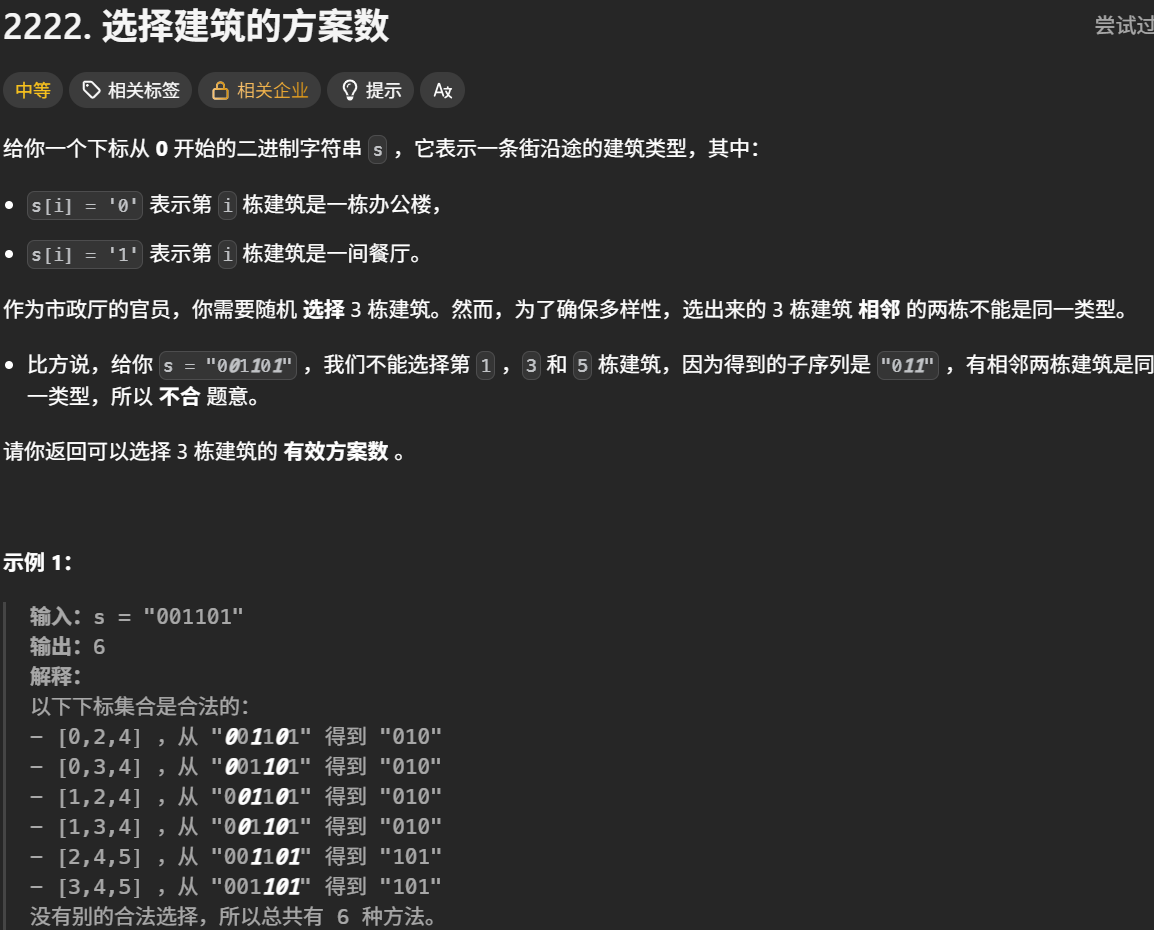 2222. 选择建筑的方案数
尝试过
中等 相关标签 相关企业 提示 Aあ
给你一个下标从 0 开始的二进制字符串 s ，它表示一条街沿途的建筑类型，其中：
• s[i] = '0' 表示第 i 栋建筑是一栋办公楼，
• s[i] = '1' 表示第 i 栋建筑是一间餐厅。
作为市政厅的官员，你需要随机 选择 3 栋建筑。然而，为了确保多样性，选出来的 3 栋建筑 相邻 的两栋不能是同一类型。
• 比方说，给你 s = "001101" ，我们不能选择第 1 ， 3 和 5 栋建筑，因为得到的子序列是 "011" ，有相邻两栋建筑是同
一类型，所以 不合 题意。
请你返回可以选择 3 栋建筑的 有效方案数 。
示例 1：
输入：s = "001101"
输出：6
解释：
以下下标集合是合法的：
- [0,2,4] ，从 "001101" 得到 "010"
- [0,3,4] ，从 "001101" 得到 "010"
- [1,2,4] ，从 "001101" 得到 "010"
- [1,3,4] ，从 "001101" 得到 "010"
- [2,4,5] ，从 "001101" 得到 "101"
- [3,4,5] ，从 "001101" 得到 "101"
没有别的合法选择，所以总共有 6 种方法。